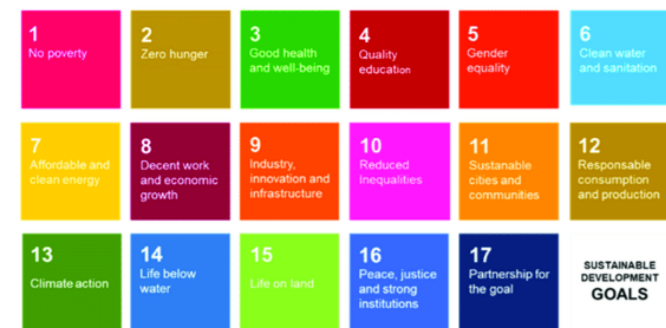 1
No poverty
2
Zero hunger
3
Good health
and well-being
4
Quality
education
5
Gender
equality
6
Clean water
and sanitation
7
Affordable and
clean energy
8
Decent work
and economic
growth
9
Industry,
innovation and
infrastructure
10
Reduced
Inequalities
11
Sustanable
cities and
communities
12
Responsable
consumption
and production
13
Climate action
14
Life below
water
15
Life on land
16
Peace, justice
and strong
institutions
17
Partnership for
the goal
SUSTAINABLE
DEVELOPMENT
GOALS